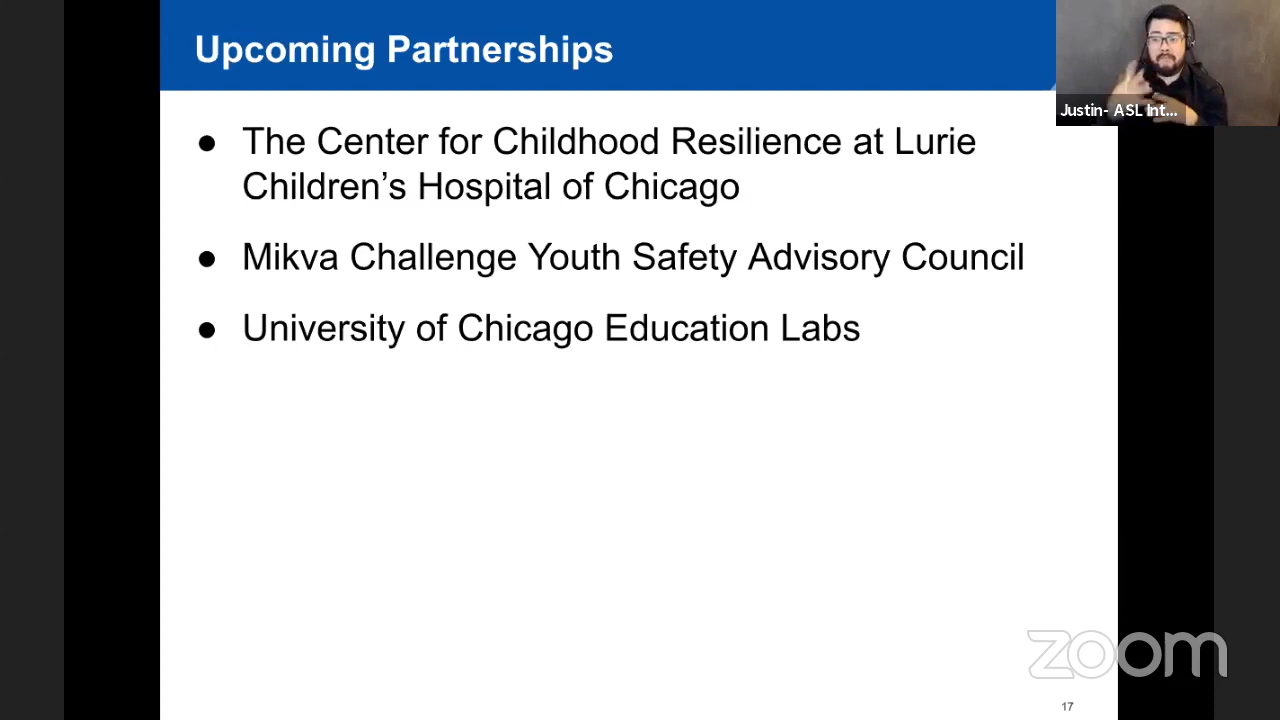 Upcoming Partnerships
Justin- ASL Int...
● The Center for Childhood Resilience at Lurie
Children’s Hospital of Chicago
● Mikva Challenge Youth Safety Advisory Council
● University of Chicago Education Labs
zoom
17